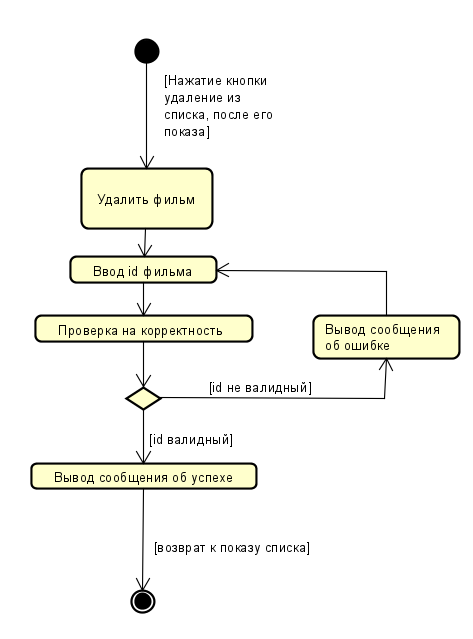 [Нажатие кнопки
удаление из
списка, после его
показа]
Удалить фильм
Ввод id фильма
Проверка на корректность
Вывод сообщения
об ошибке
[id не валидный]
[id валидный]
Вывод сообщения об успехе
[возврат к показу списка]